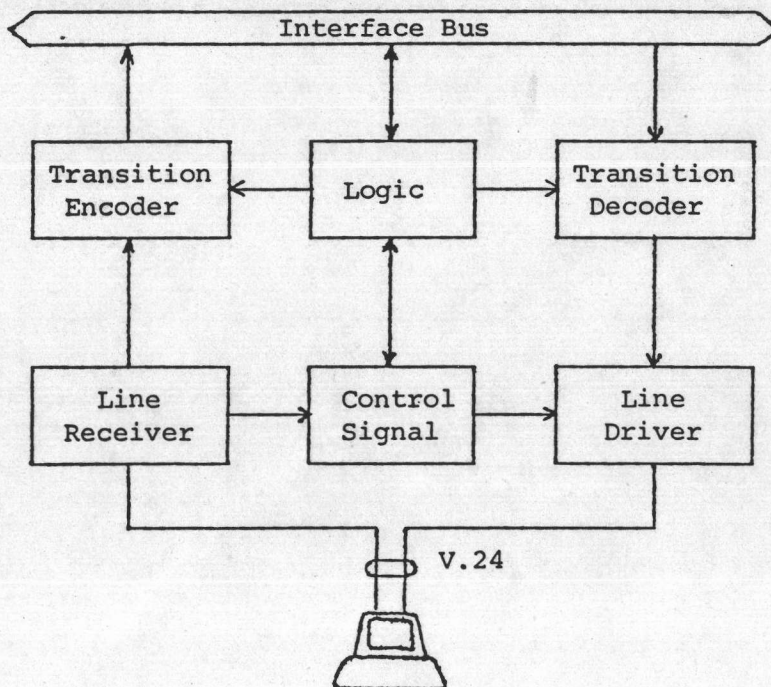 Interface Bus
Transition
Encoder
Logic
Transition
Decoder
Line
Receiver
Control
Signal
Line
Driver
V.24